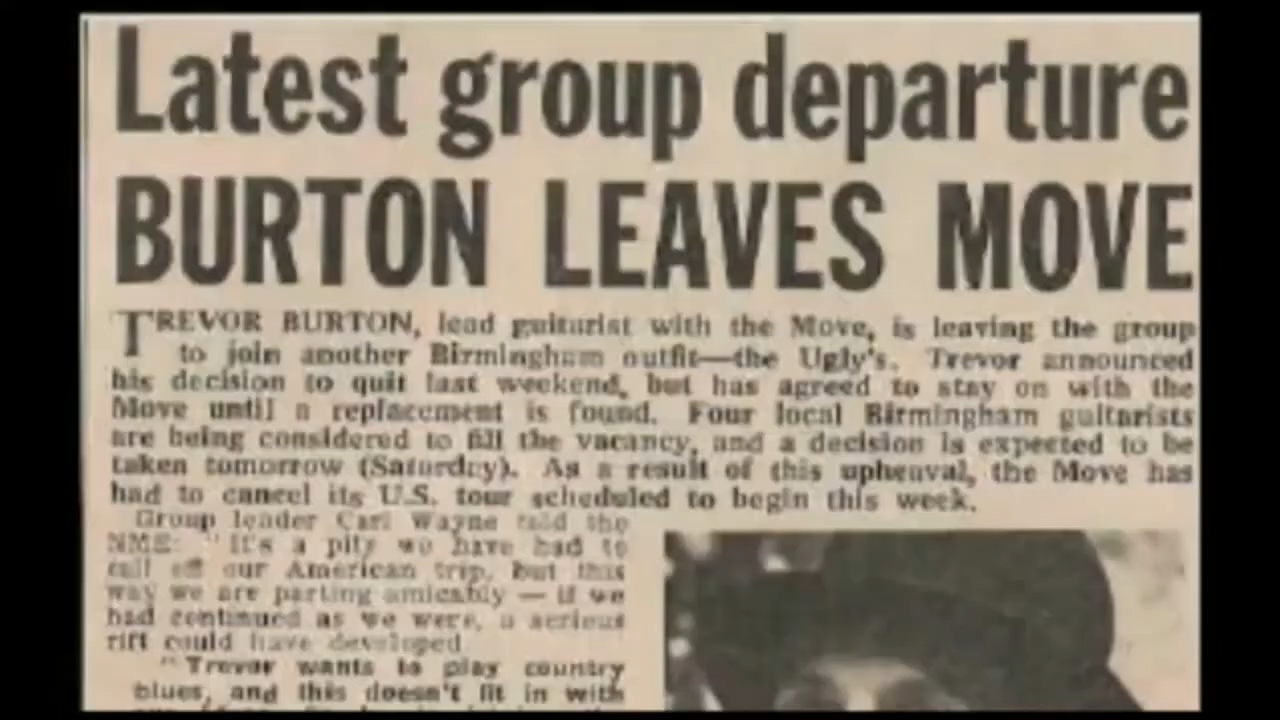 Latest group departure
BURTON LEAVES MOVE
TREVOR BURTON, lead guitarist with the Move, is leaving the group
to join another Birmingham outfit—the Ugly's. Trevor announced
his decision to quit last weekend, but has agreed to stay on with the
Move until a replacement is found. Four local Birmingham guitarists
are being considered to fill the vacancy, and a decision is expected to be
taken tomorrow (Saturday). As a result of this upheaval, the Move has
had to cancel its U.S. tour scheduled to begin this week.
Group leader Carl Wayne told the
NME: "It's a pity we have had to
call off our American trip, but this
way we are parting amicably — if we
had continued as we were, a serious
rift could have developed.
"Trevor wants to play country
blues, and this doesn't fit in with